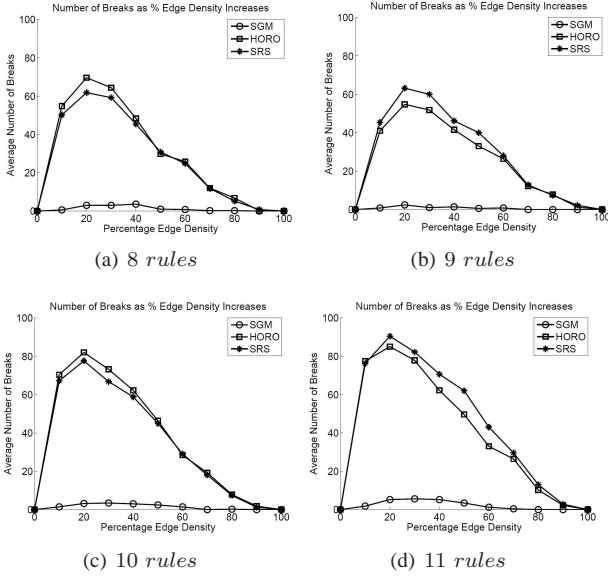 Number of Breaks as % Edge Density Increases
SGM
HORO
SRS
Average Number of Breaks
100
80
60
40
20
0
0 20 40 60 80 100
Percentage Edge Density
(a) 8 rules
Number of Breaks as % Edge Density Increases
SGM
HORO
SRS
Average Number of Breaks
100
80
60
40
20
0
0 20 40 60 80 100
Percentage Edge Density
(b) 9 rules
Number of Breaks as % Edge Density Increases
SGM
HORO
SRS
Average Number of Breaks
100
80
60
40
20
0
0 20 40 60 80 100
Percentage Edge Density
(c) 10 rules
Number of Breaks as % Edge Density Increases
SGM
HORO
SRS
Average Number of Breaks
100
80
60
40
20
0
0 20 40 60 80 100
Percentage Edge Density
(d) 11 rules